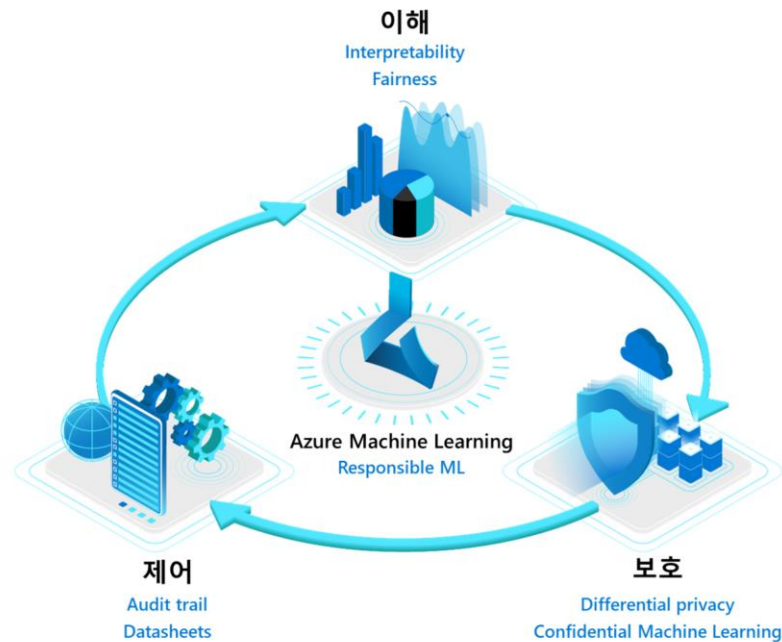 이해
Interpretability
Fairness
Azure Machine Learning
Responsible ML
제어
Audit trail
Datasheets
보호
Differential privacy
Confidential Machine Learning